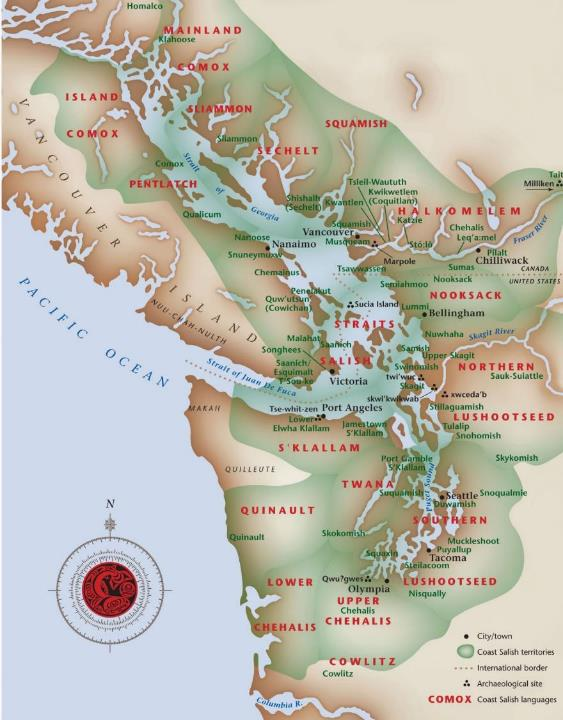 Homalco
MAINLAND
Klahoose
COMOX
ISLAND
COMOX
SLIAMMON
Sliammon
SQUAMISH
SECHELT
VANCOUVER
Comox
PENTLATCH
Strait of Georgia
Qualicum
Shishalh
(Sechelt)
Tsleil-Waututh
Kwikwetlem
(Coquitlam)
Kwantlen
Katzie
HALKOMELEM
Tait
Milliken
Squamish
Vancouver
Musqueam
Marpole
Stó:lō
Chehalis
Leq'a:mel
Pilalt
Chilliwack
Fraser River
Nanoose
Nanaimo
Snuneymuxw
Chemainus
Tsawwassen
Sumas
CANADA
UNITED STATES
Semiahmoo
Nooksack
NOOKSACK
Penelakut
Quw'utsun'
(Cowichan)
Sucia Island
Lummi
Bellingham
ISLAND
NUU-CHAH-NULTH
PACIFIC OCEAN
STRAITS
SALISH
Malahat
Saanich
Songhees
Saanich/
Esquimalt
T'Sou-ke
Victoria
Nuwhaha
Skagit River
Samish
Upper Skagit
Swinomish
NORTHERN
Sauk-Suiattle
twi'wuc
Skagit
skwi'kwikwab
xwceda'b
Strait of Juan De Fuca
MAKAH
Tse-whit-zen
Port Angeles
Lower
Elwha Klallam
Jamestown
S'Klallam
Stillaguamish
LUSHOOTSEED
Tulalip
Snohomish
S'KLALLAM
QUILLEUTE
Port Gamble
S'Klallam
Skykomish
TWANA
Suquamish
Puget Sound
Seattle
Duwamish
Snoqualmie
N
QUINAULT
Quinault
SOUTHERN
Skokomish
Muckleshoot
Puyallup
Tacoma
Squaxin
Steilacoom
Qwu?gwes
Olympia
LUSHOOTSEED
Nisqually
LOWER
CHEHALIS
UPPER
Chehalis
CHEHALIS
COWLITZ
Cowlitz
Columbia R.
City/town
Coast Salish territories
International border
Archaeological site
COMOX Coast Salish languages